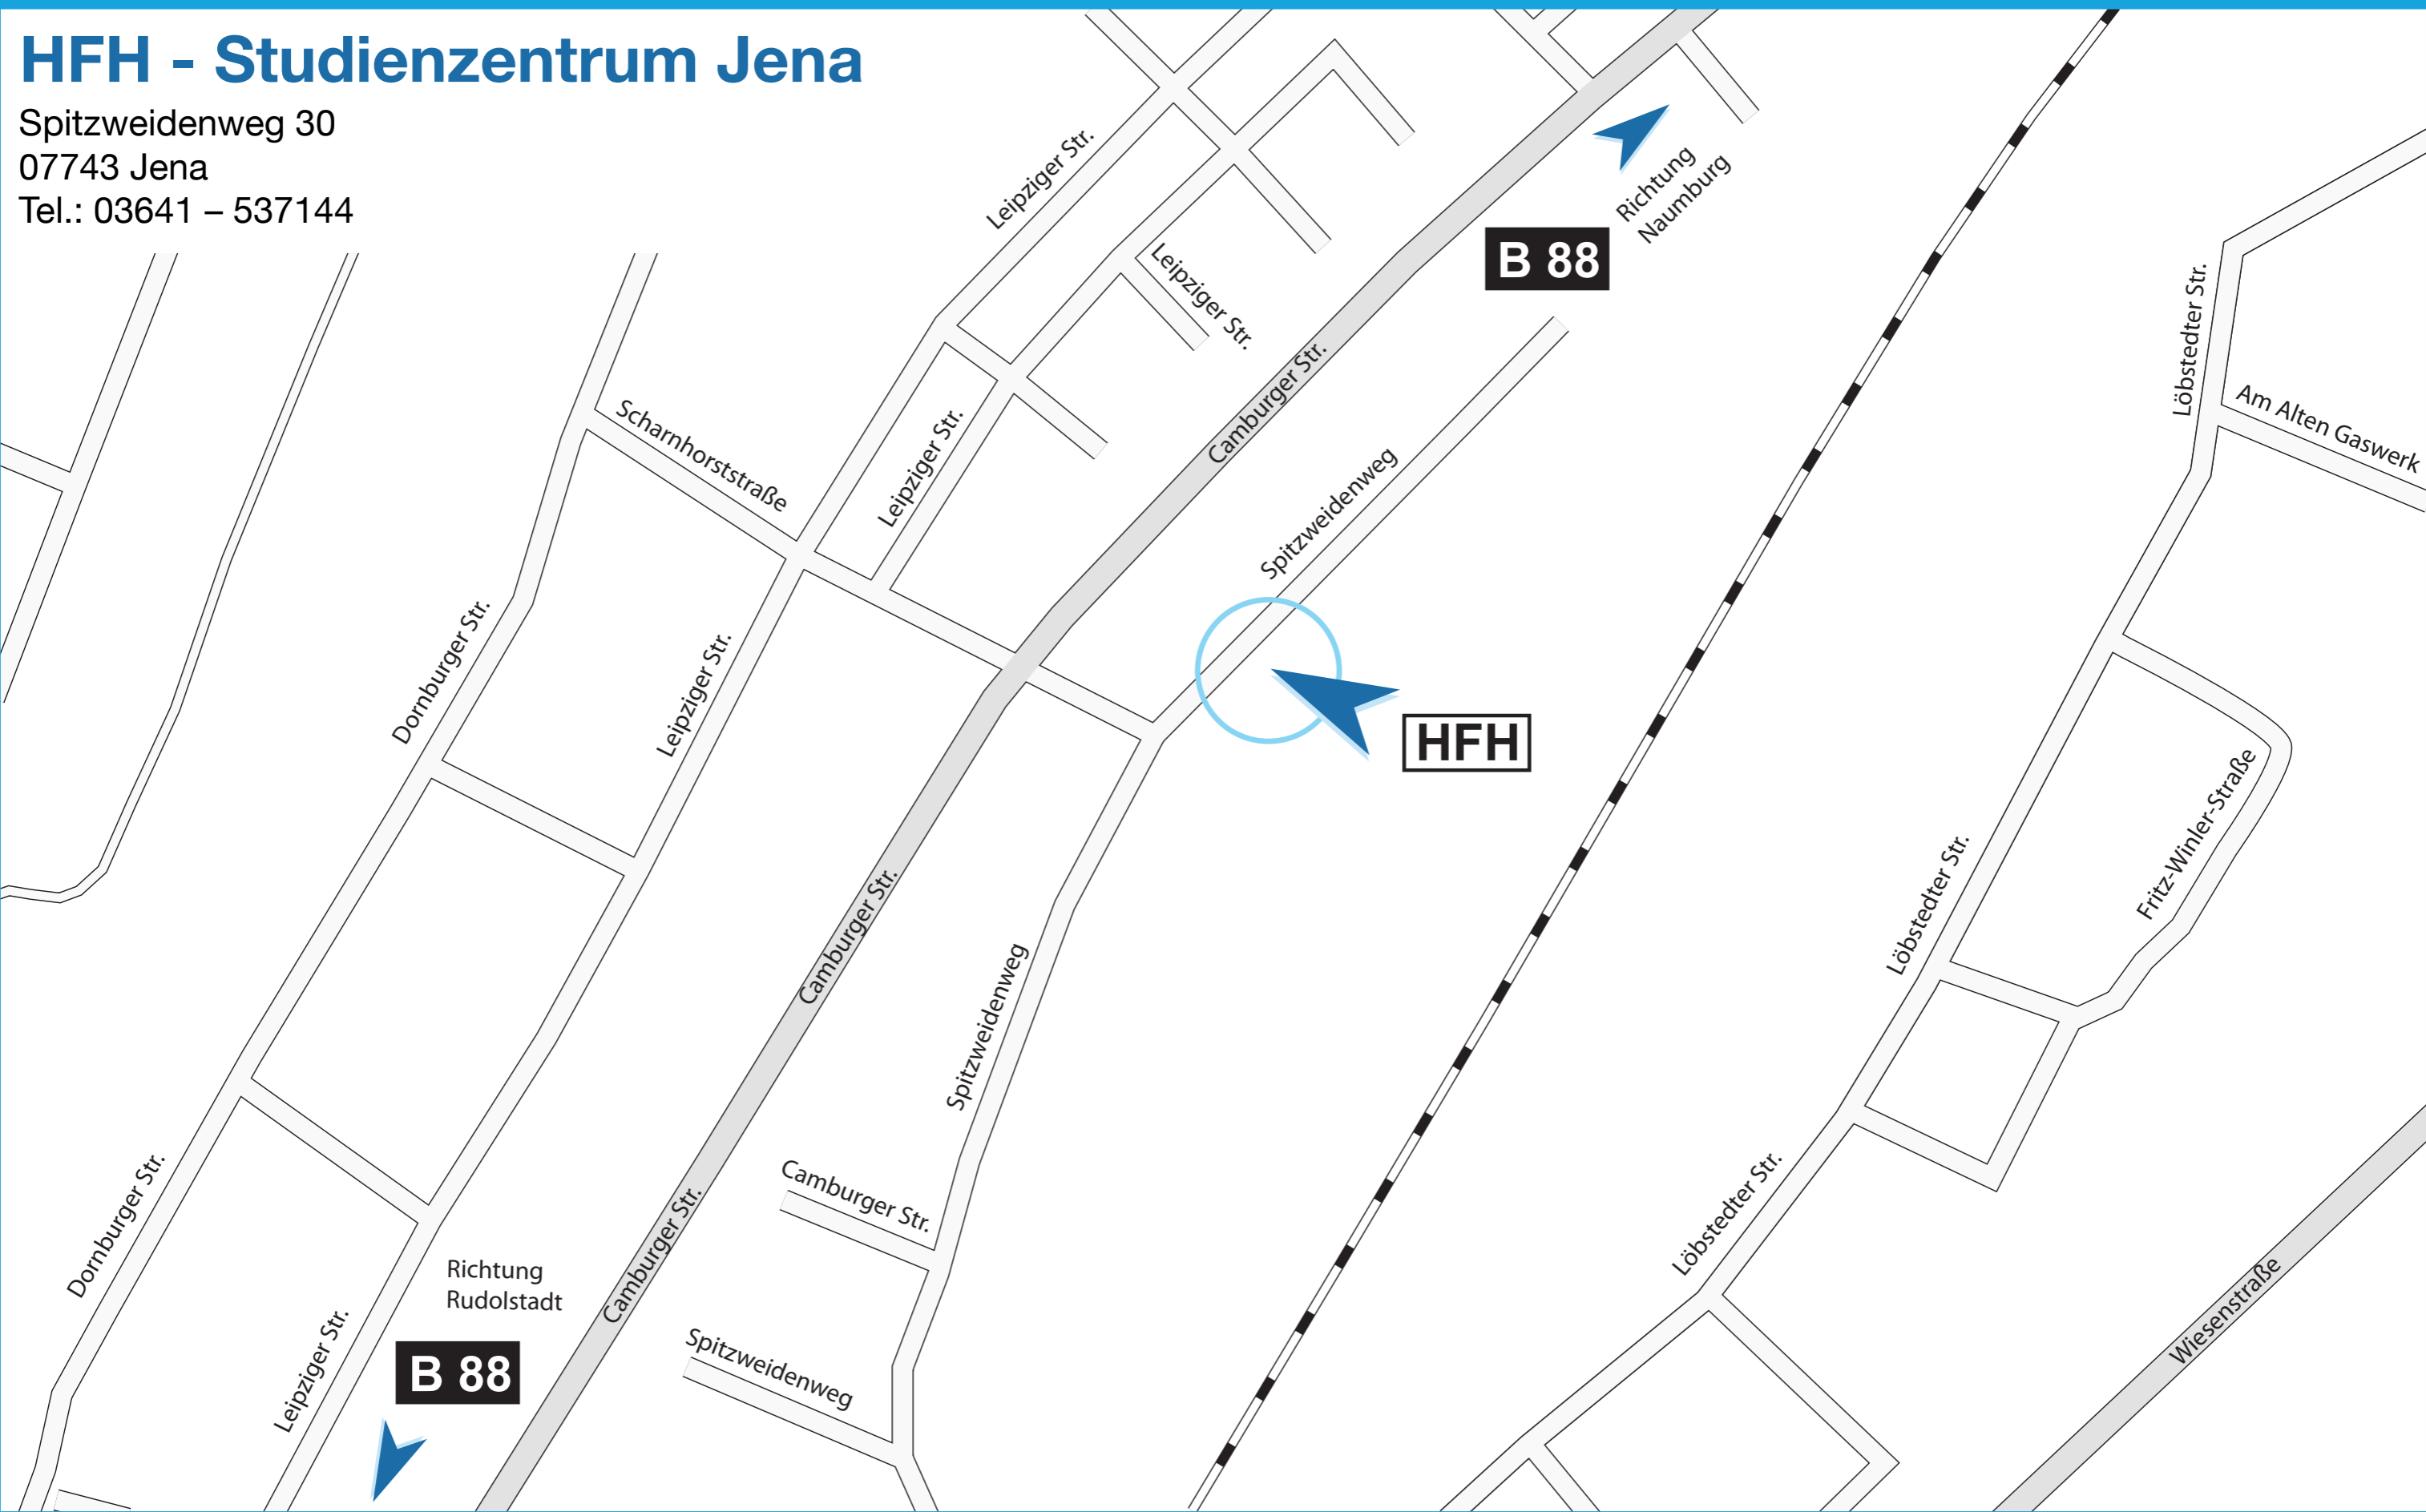 HFH - Studienzentrum Jena
Spitzweidenweg 30
07743 Jena
Tel.: 03641 – 537144
Leipziger Str.
Richtung
Naumburg
B 88
Leipziger Str.
Löbstedter Str.
Camburger Str.
Am Alten Gaswerk
Scharnhorststraße
Leipziger Str.
Spitzweidenweg
Dornburger Str.
Leipziger Str.
HFH
Fritz-Winler-Straße
Löbstedter Str.
Camburger Str.
Spitzweidenweg
Dornburger Str.
Camburger Str.
Löbstedter Str.
Camburger Str.
Richtung
Rudolstadt
Wiesenstraße
Leipziger Str.
B 88
Spitzweidenweg